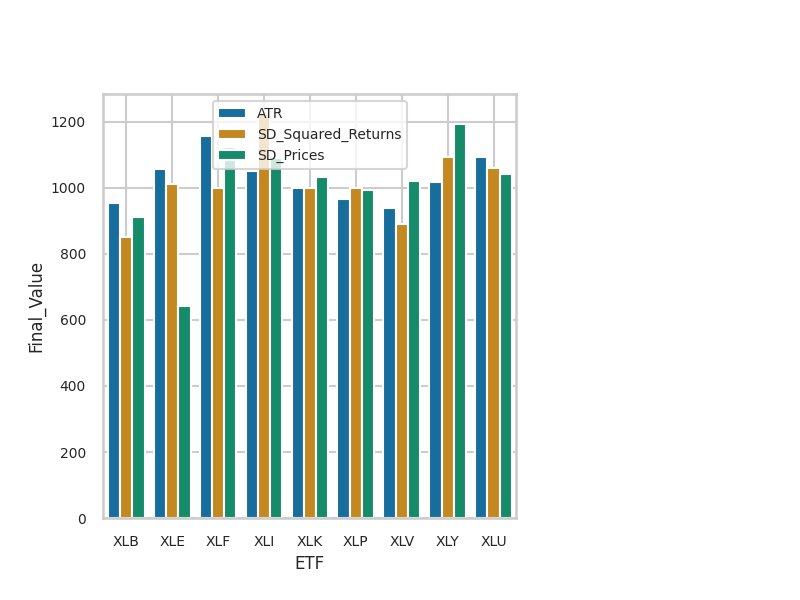 ATR
SD_Squared_Returns
SD_Prices
1200
1000
800
600
400
200
0
Final_Value
XLB XLE XLF XLI XLK XLP XLV XLY XLU
ETF